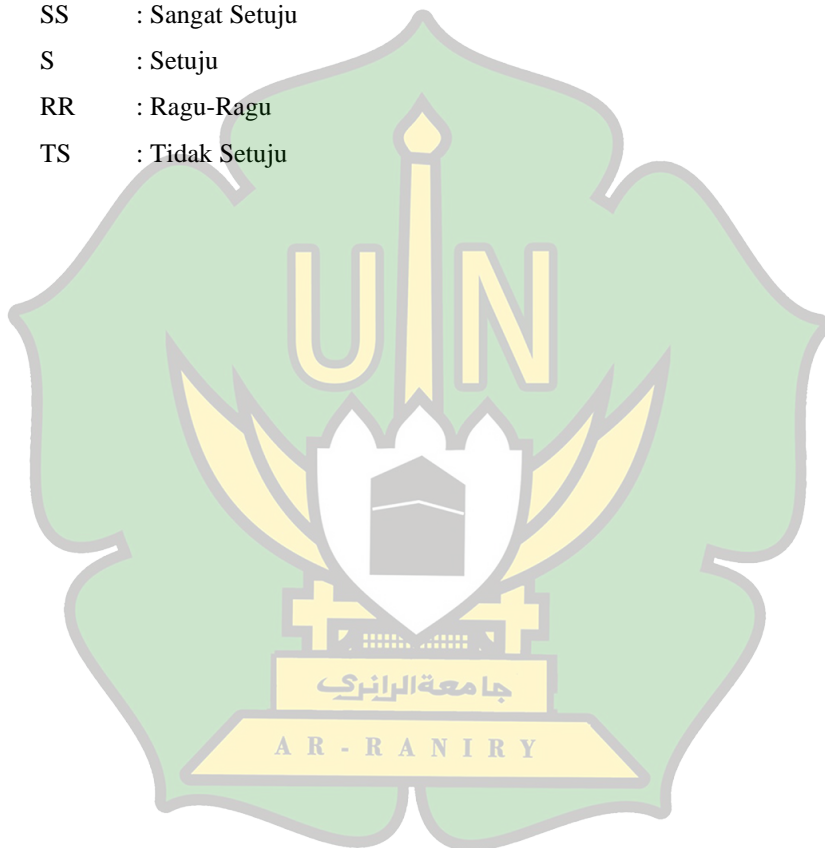 SS : Sangat Setuju
S : Setuju
RR : Ragu-Ragu
TS : Tidak Setuju
UIN
جامعة الرانري
AR-RANIRY